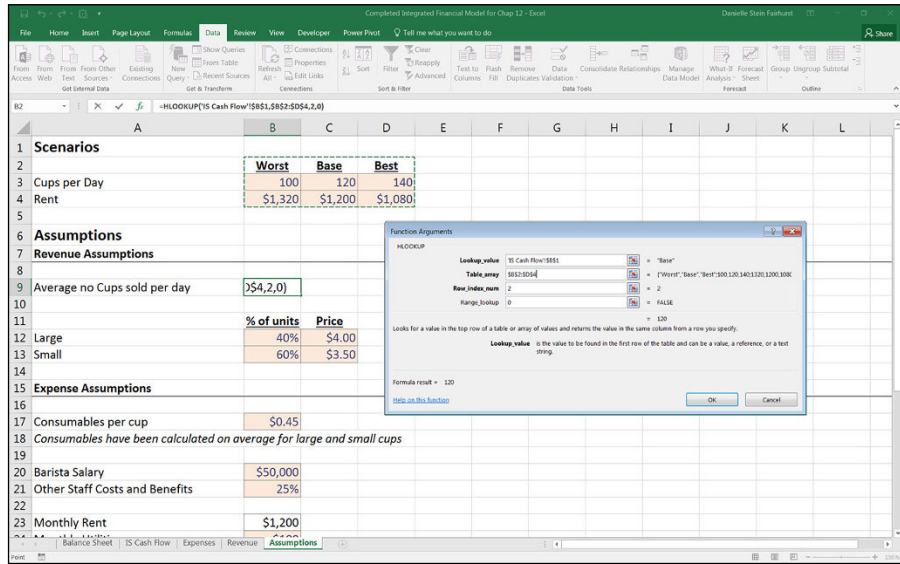 Completed Integrated Financial Model for Chap 12 - Excel
Danielle Stein Fairhurst
File Home Insert Page Layout Formulas Data Review View Developer Power Pivot Tell me what you want to do
Share
From Access
From Web
From Text
From Other Sources
Existing Connections
New Query
Show Queries
From Table
Recent Sources
Refresh All
Connections
Properties
Edit Links
Sort
Filter
Clear
Reapply
Advanced
Text to Columns
Flash Fill
Remove Duplicates
Data Validation
Consolidate
Relationships
Manage Data Model
What-If Analysis
Forecast Sheet
Group
Ungroup
Subtotal
Get External Data
Get & Transform
Connections
Sort & Filter
Data Tools
Forecast
Outline
B2 =HLOOKUP('IS Cash Flow'!$B$1,$B$2:$D$4,2,0)
A B C D E F G H I J K L
1 Scenarios
2 Worst Base Best
3 Cups per Day 100 120 140
4 Rent $1,320 $1,200 $1,080
5
6 Assumptions
7 Revenue Assumptions
8
9 Average no Cups sold per day )$4,2,0)
10
11 % of units Price
12 Large 40% $4.00
13 Small 60% $3.50
14
15 Expense Assumptions
16
17 Consumables per cup $0.45
18 Consumables have been calculated on average for large and small cups
19
20 Barista Salary $50,000
21 Other Staff Costs and Benefits 25%
22
23 Monthly Rent $1,200
Function Arguments
HLOOKUP
Lookup_value 'IS Cash Flow'!$B$1 = "Base"
Table_array $B$2:$D$4 = {"Worst","Base","Best";100,120,140;1320,1200,1080
Row_index_num 2 = 2
Range_lookup 0 = FALSE
= 120
Looks for a value in the top row of a table or array of values and returns the value in the same column from a row you specify.
Lookup_value is the value to be found in the first row of the table and can be a value, a reference, or a text
string.
Formula result = 120
Help on this function
OK Cancel
Balance Sheet IS Cash Flow Expenses Revenue Assumptions
Point